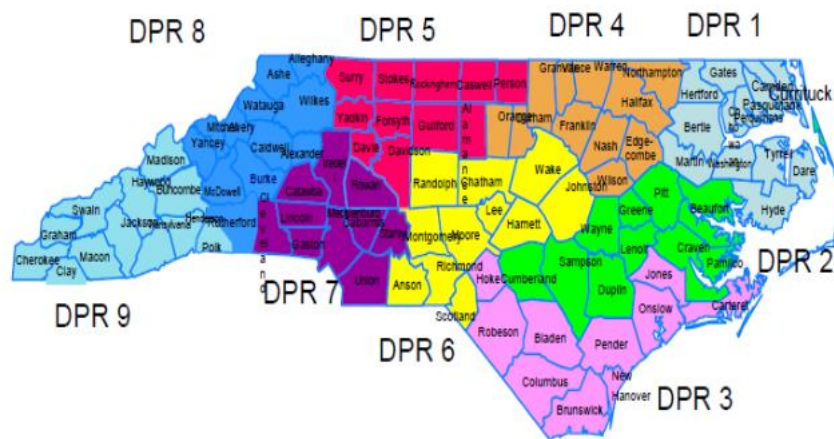 DPR 8
DPR 5
DPR 4
DPR 1
Alleghany
Ashe
Surry
Stokes
Rockingham
Caswell
Person
Warren
Northampton
Gates
Camden
Currituck
Hertford
Pasquotank
Perquimans
Watauga
Wilkes
Halifax
Yadkin
Forsyth
Guilford
Alamance
Orange
Franklin
Bertie
Mitchell
Avery
Yancey
Davie
Nash
Edge-
combe
Madison
Caldwell
Alexander
Iredell
Davidson
Wake
Martin
Washington
Tyrrell
Dare
Haywood
Buncombe
McDowell
Burke
Catawba
Rowan
Randolph
Chatham
Johnston
Wilson
Pitt
Beaufort
Hyde
Swain
Jackson
Henderson
Rutherford
Cleveland
Lincoln
Mecklenburg
Cabarrus
Stanly
Lee
Harnett
Greene
Wayne
Graham
Transylvania
Polk
Gaston
Montgomery
Moore
Lenoir
Craven
Pamlico
Cherokee
Macon
Clay
Union
Anson
Richmond
Hoke
Cumberland
Sampson
Duplin
Jones
Onslow
Carteret
DPR 2
DPR 9
DPR 7
DPR 6
Scotland
Robeson
Bladen
Pender
Columbus
New
Hanover
Brunswick
DPR 3